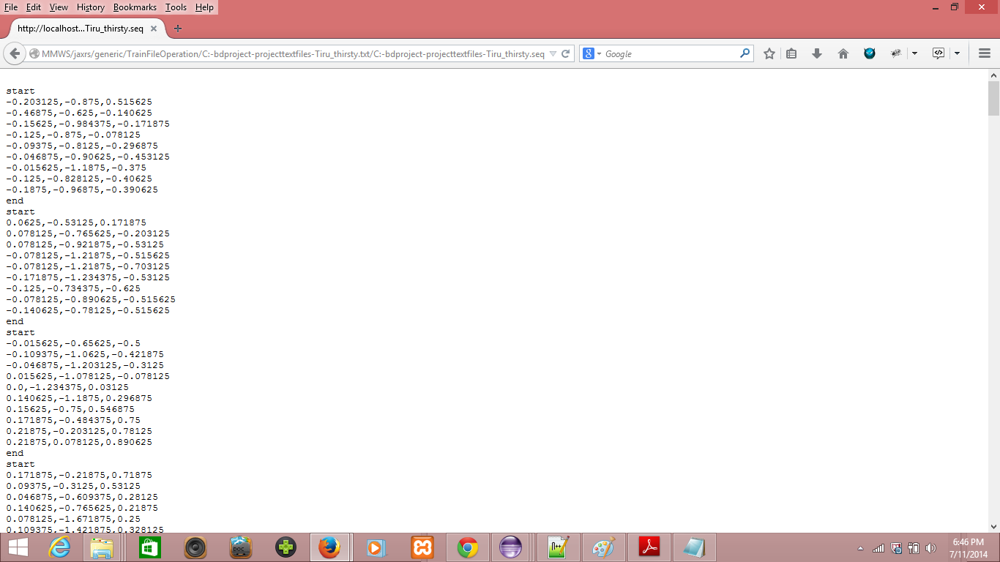 File Edit View History Bookmarks Tools Help
http://localhost...Tiru_thirsty.seq
MMWS/jaxrs/generic/TrainFileOperation/C:-bdproject-projecttextfiles-Tiru_thirsty.txt/C:-bdproject-projecttextfiles-Tiru_thirsty.seq
Google
start
-0.203125,-0.875,0.515625
-0.46875,-0.625,-0.140625
-0.15625,-0.984375,-0.171875
-0.125,-0.875,-0.078125
-0.09375,-0.8125,-0.296875
-0.046875,-0.90625,-0.453125
-0.015625,-1.1875,-0.375
-0.125,-0.828125,-0.40625
-0.1875,-0.96875,-0.390625
end
start
0.0625,-0.53125,0.171875
0.078125,-0.765625,-0.203125
0.078125,-0.921875,-0.53125
-0.078125,-1.21875,-0.515625
-0.078125,-1.21875,-0.703125
-0.171875,-1.234375,-0.53125
-0.125,-0.734375,-0.625
-0.078125,-0.890625,-0.515625
-0.140625,-0.78125,-0.515625
end
start
-0.015625,-0.65625,-0.5
-0.109375,-1.0625,-0.421875
-0.046875,-1.203125,-0.3125
0.015625,-1.078125,-0.078125
0.0,-1.234375,0.03125
0.140625,-1.1875,0.296875
0.15625,-0.75,0.546875
0.171875,-0.484375,0.75
0.21875,-0.203125,0.78125
0.21875,0.078125,0.890625
end
start
0.171875,-0.21875,0.71875
0.09375,-0.3125,0.53125
0.046875,-0.609375,0.28125
0.140625,-0.765625,0.21875
0.078125,-1.671875,0.25
0.109375,-1.421875,0.328125
DOC
6:46 PM
7/11/2014